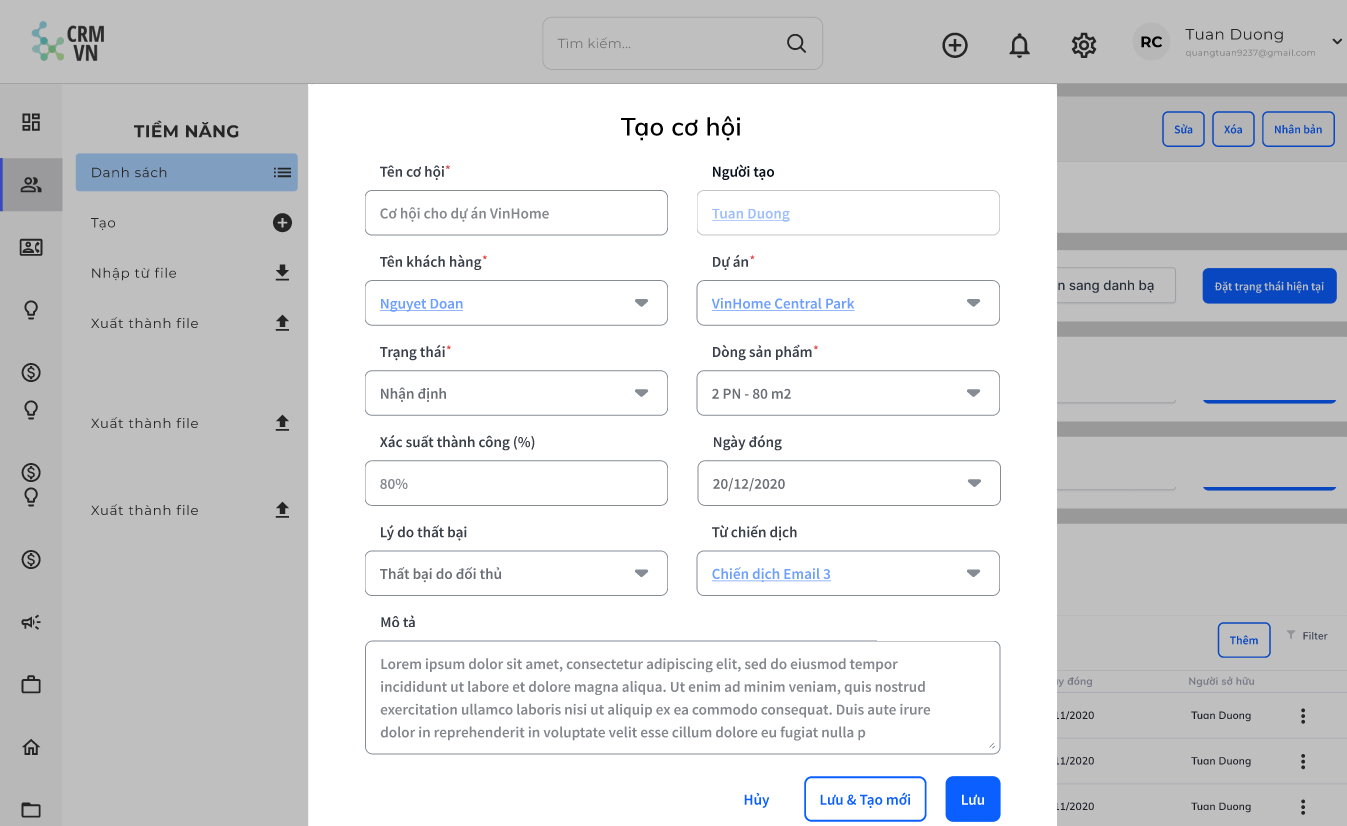 CRM
VN
Tìm kiếm...
RC
Tuan Duong
quangtuan9237@gmail.com
TIỀM NĂNG
Danh sách
Tạo
Nhập từ file
Xuất thành file
Xuất thành file
Xuất thành file
Tạo cơ hội
Tên cơ hội*
Người tạo
Cơ hội cho dự án VinHome
Tuan Duong
Tên khách hàng*
Dự án*
Nguyet Doan
VinHome Central Park
Trạng thái*
Dòng sản phẩm*
Nhận định
2 PN - 80 m2
Xác suất thành công (%)
Ngày đóng
80%
20/12/2020
Lý do thất bại
Từ chiến dịch
Thất bại do đối thủ
Chiến dịch Email 3
Mô tả
Lorem ipsum dolor sit amet, consectetur adipiscing elit, sed do eiusmod tempor
incididunt ut labore et dolore magna aliqua. Ut enim ad minim veniam, quis nostrud
exercitation ullamco laboris nisi ut aliquip ex ea commodo consequat. Duis aute irure
dolor in reprehenderit in voluptate velit esse cillum dolore eu fugiat nulla p
Hủy
Lưu & Tạo mới
Lưu
Sửa
Xóa
Nhân bản
n sang danh bạ
Đặt trạng thái hiện tại
Thêm
Filter
y đóng
Người sở hữu
11/2020
Tuan Duong
11/2020
Tuan Duong
11/2020
Tuan Duong